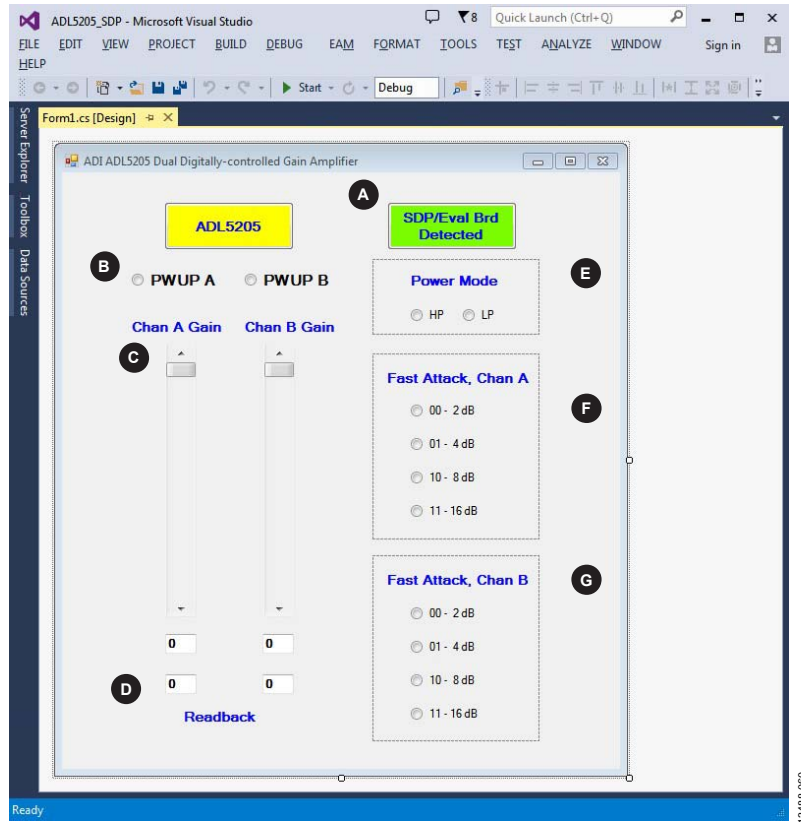 ADL5205_SDP - Microsoft Visual Studio
8
Quick Launch (Ctrl+Q)
FILE EDIT VIEW PROJECT BUILD DEBUG EAM FORMAT TOOLS TEST ANALYZE WINDOW Sign in
HELP
Start Debug
Server Explorer
Toolbox
Data Sources
Form1.cs [Design]
ADI ADL5205 Dual Digitally-controlled Gain Amplifier
A
ADL5205
SDP/Eval Brd
Detected
B
PWUP A PWUP B
E
Power Mode
HP LP
Chan A Gain Chan B Gain
C
Fast Attack, Chan A
F
00 - 2 dB
01 - 4 dB
10 - 8 dB
11 - 16 dB
Fast Attack, Chan B
G
00 - 2 dB
01 - 4 dB
10 - 8 dB
11 - 16 dB
0 0
D
0 0
Readback
Ready